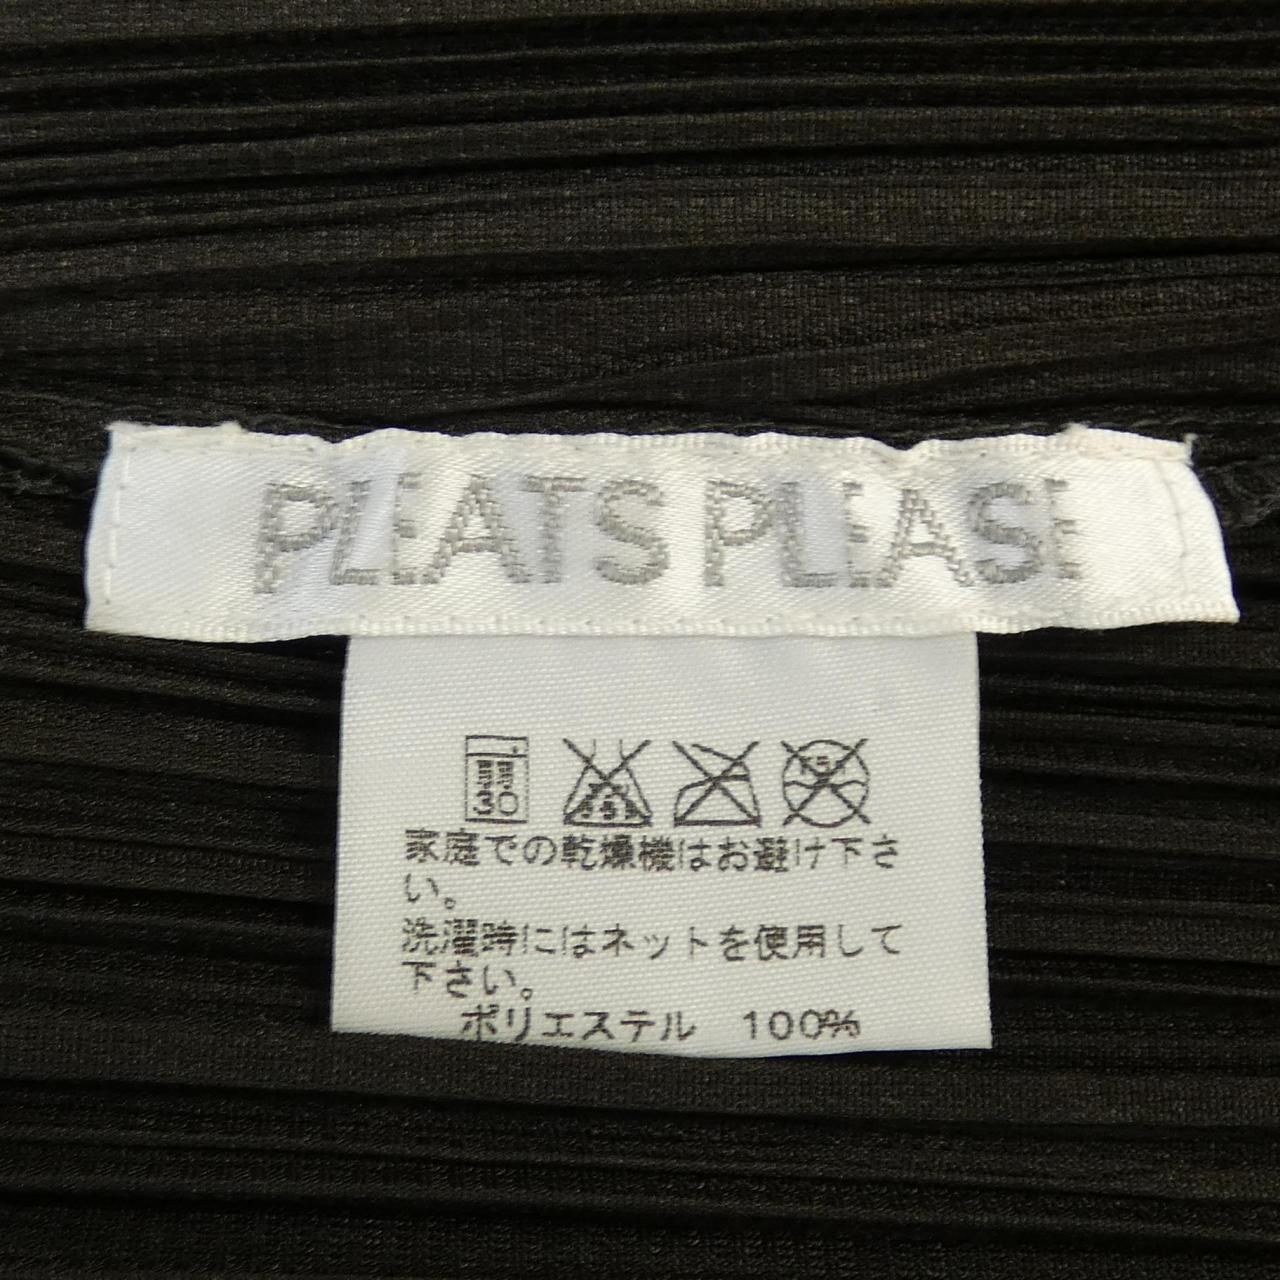 PLEATS PLEASE
30
家庭での乾燥機はお避け下さ
い。
洗濯時にはネットを使用して
下さい。
ポリエステル 100%